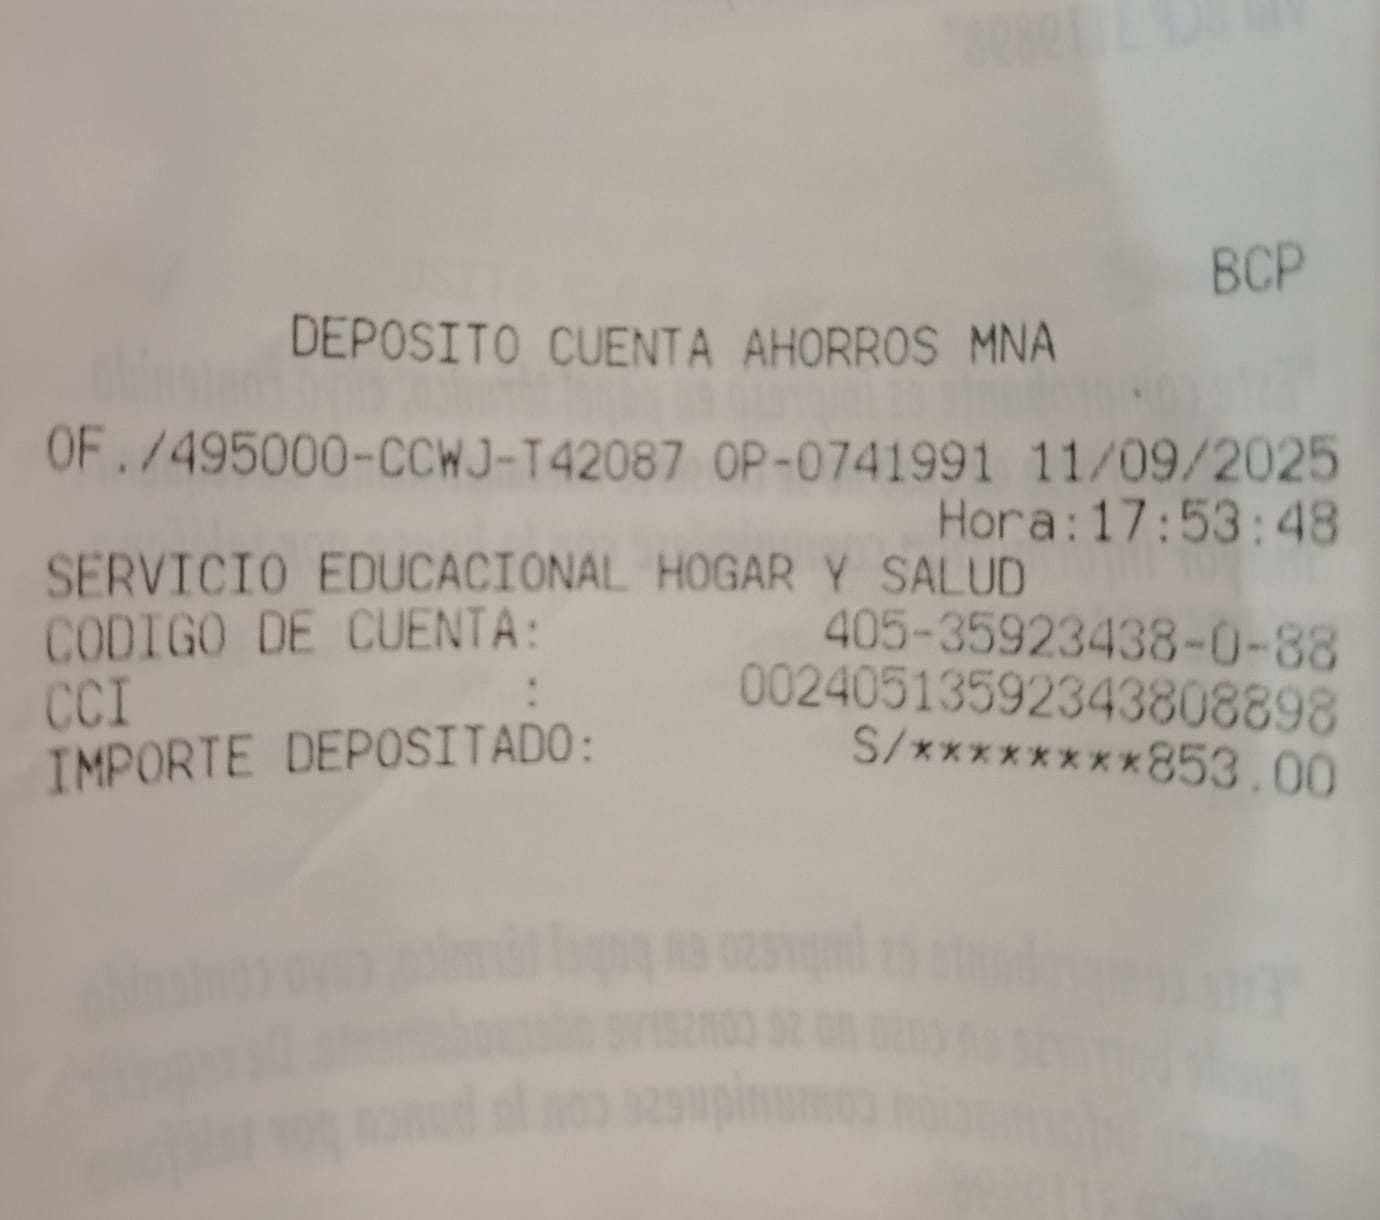 BCP
DEPOSITO CUENTA AHORROS MNA
OF./495000-CCWJ-T42087 OP-0741991 11/09/2025
Hora:17:53:48
SERVICIO EDUCACIONAL HOGAR Y SALUD
CODIGO DE CUENTA: 405-35923438-0-88
CCI : 00240513592343808898
IMPORTE DEPOSITADO: S/********853.00